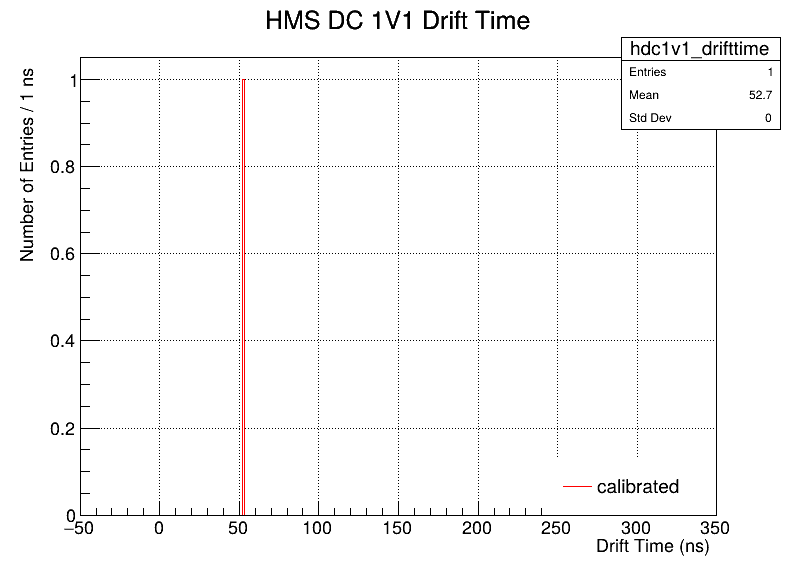 HMS DC 1V1 Drift Time
hdc1v1_drifttime
Entries 1
Mean 52.7
Std Dev 0
Number of Entries / 1 ns
1
0.8
0.6
0.4
0.2
0
−50 0 50 100 150 200 250 300 350
Drift Time (ns)
calibrated